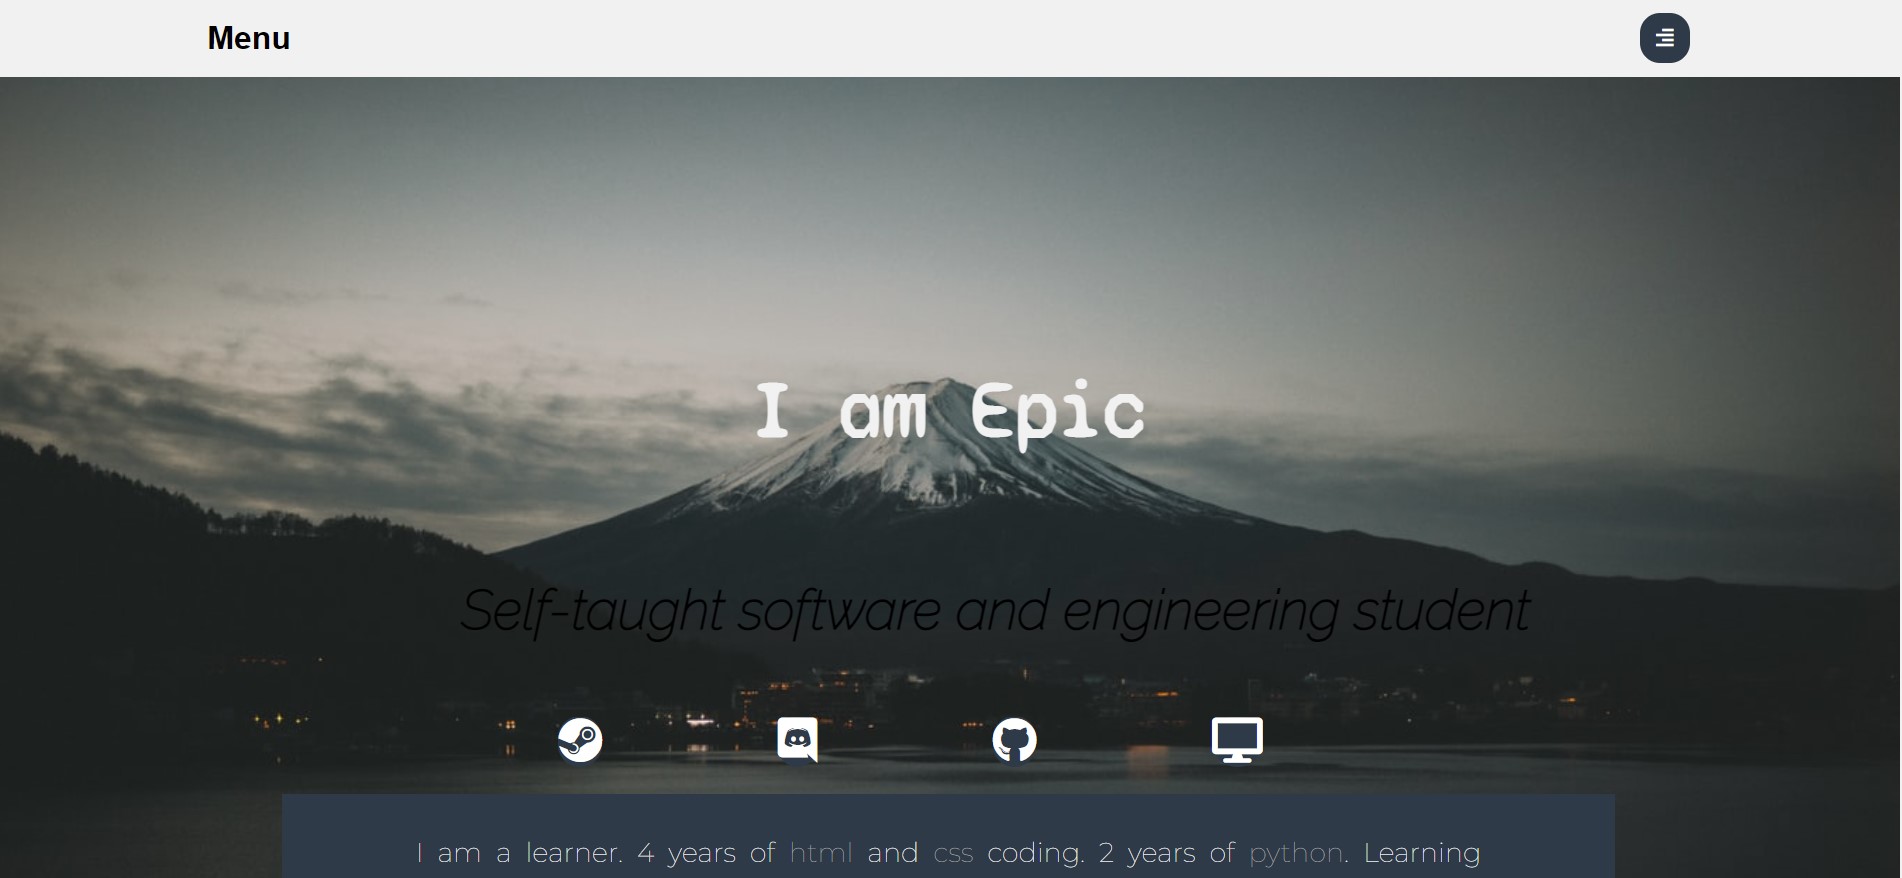 Menu
I am Epic
Self-taught software and engineering student
I am a learner. 4 years of html and css coding. 2 years of python. Learning